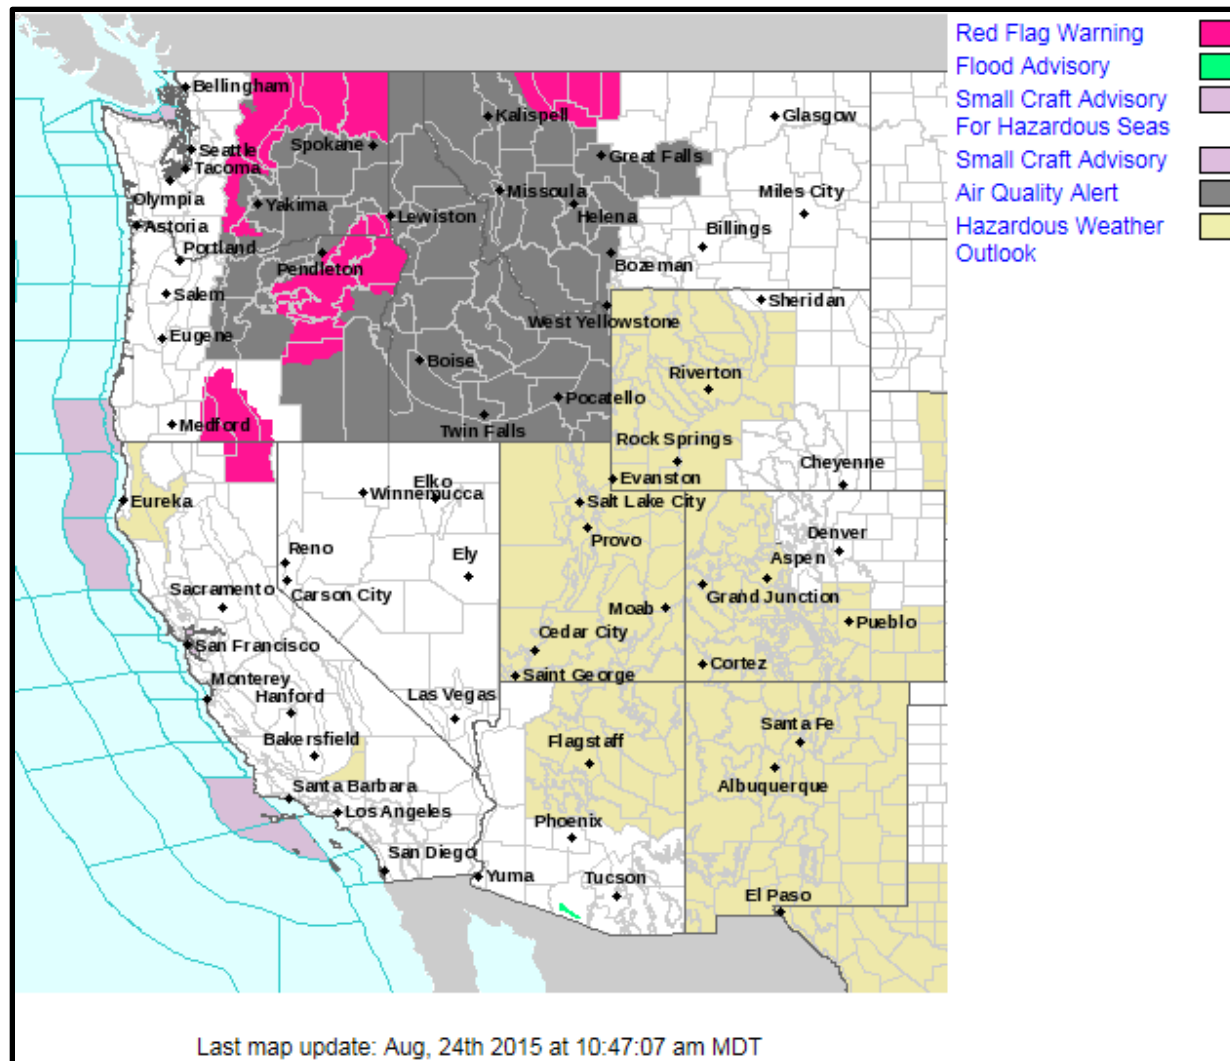 Red Flag Warning
Flood Advisory
Small Craft Advisory
For Hazardous Seas
Small Craft Advisory
Air Quality Alert
Hazardous Weather
Outlook
Bellingham
Kalispell
Glasgow
Seattle
Spokane
Great Falls
Tacoma
Olympia
Yakima
Lewiston
Missoula
Helena
Miles City
Astoria
Portland
Pendleton
Bozeman
Billings
Salem
West Yellowstone
Sheridan
Eugene
Boise
Riverton
Medford
Twin Falls
Pocatello
Rock Springs
Cheyenne
Eureka
Winnemucca
Elko
Evanston
Salt Lake City
Provo
Denver
Reno
Ely
Aspen
Sacramento
Carson City
Moab
Grand Junction
Pueblo
San Francisco
Cedar City
Cortez
Monterey
Saint George
Hanford
Las Vegas
Bakersfield
Flagstaff
Santa Fe
Albuquerque
Santa Barbara
Los Angeles
Phoenix
San Diego
Yuma
Tucson
El Paso
Last map update: Aug, 24th 2015 at 10:47:07 am MDT